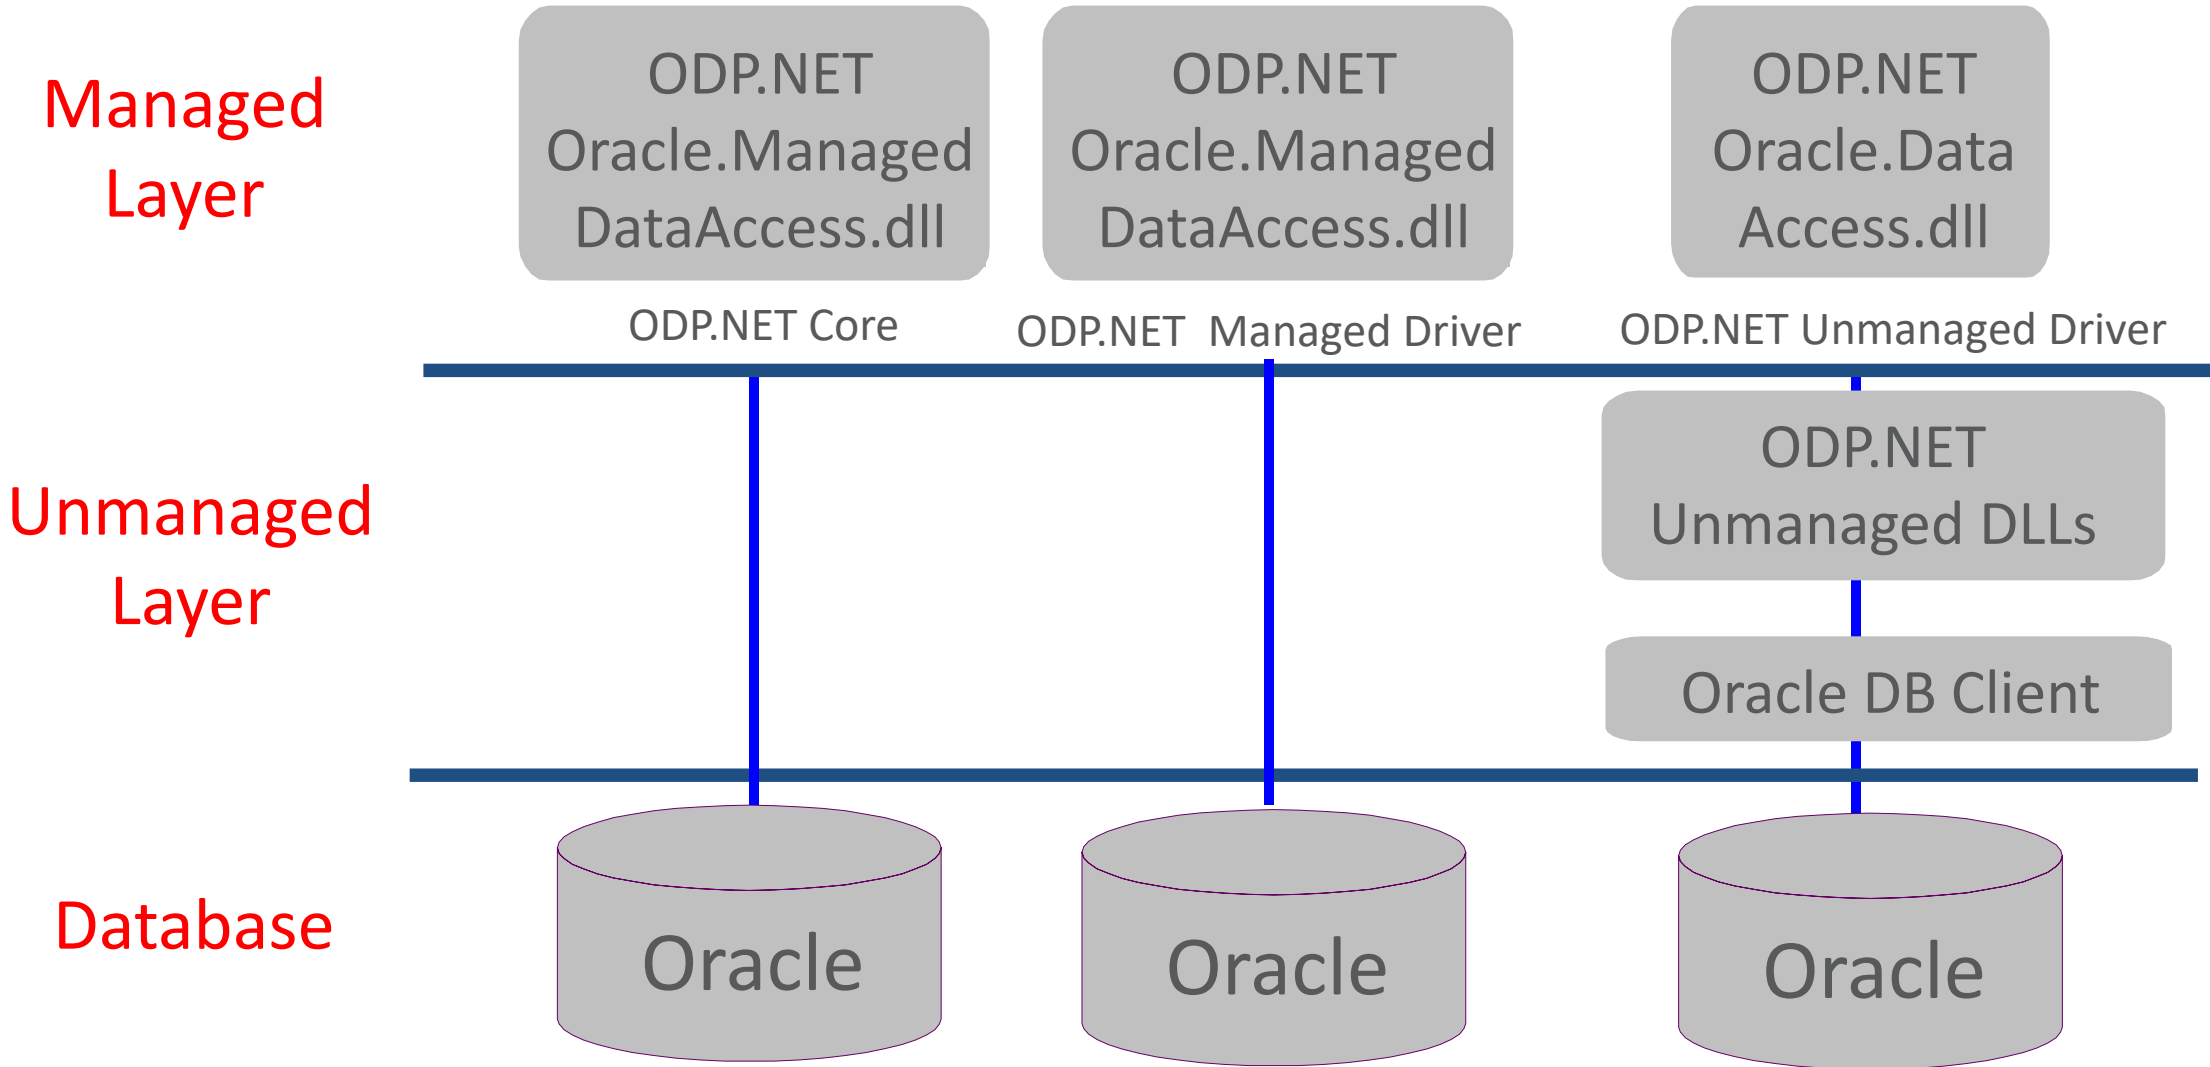 Managed
Layer
ODP.NET
Oracle.Managed
DataAccess.dll
ODP.NET
Oracle.Managed
DataAccess.dll
ODP.NET
Oracle.Data
Access.dll
ODP.NET Core
ODP.NET  Managed Driver
ODP.NET Unmanaged Driver
Unmanaged
Layer
ODP.NET
Unmanaged DLLs
Oracle DB Client
Database
Oracle
Oracle
Oracle